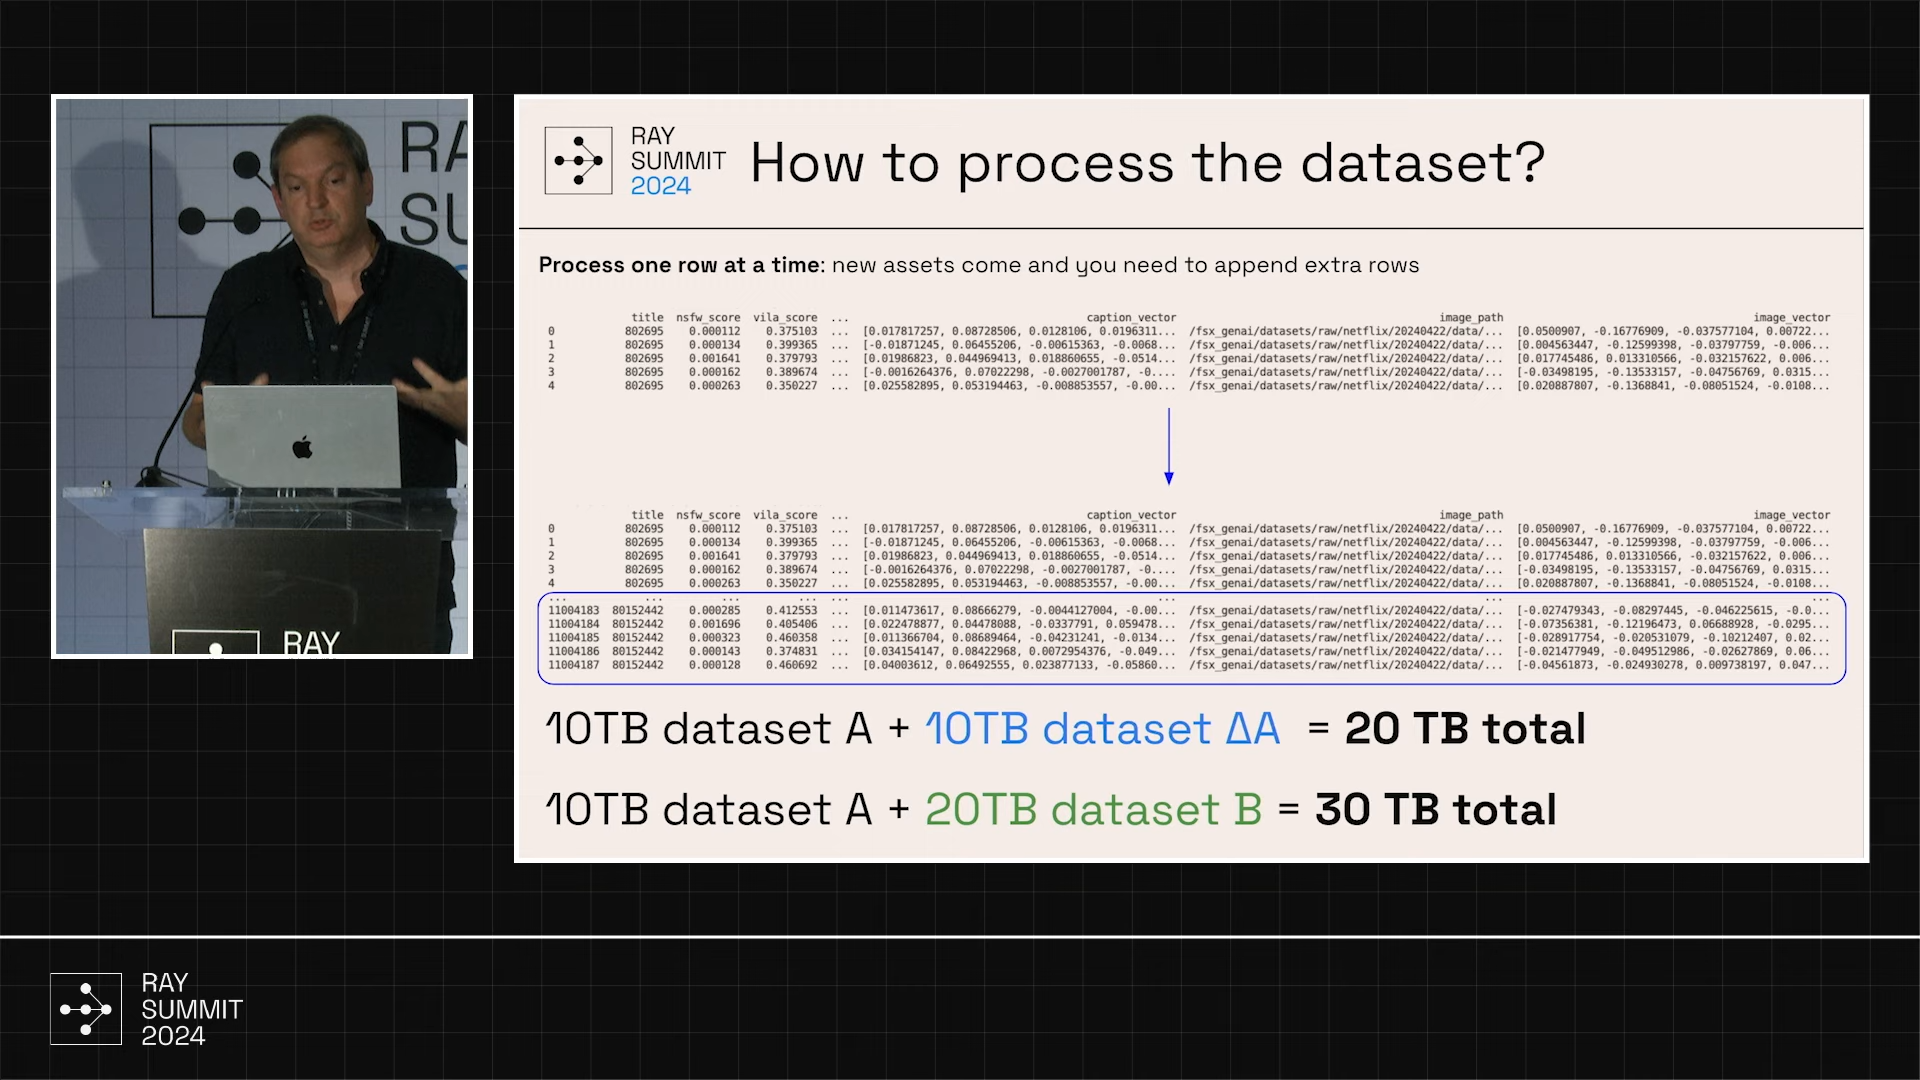 RA
SU
RAY
RAY
SUMMIT
2024
How to process the dataset?
Process one row at a time: new assets come and you need to append extra rows
title nsfw_score vila_score ... caption_vector image_path image_vector
0 802695 0.000112 0.375103 ... [0.017817257, 0.08728506, 0.0128106, 0.0196311... /fsx_genai/datasets/raw/netflix/20240422/data/... [0.0500907, -0.16776909, -0.037577104, 0.00722...
1 802695 0.000134 0.399365 ... [-0.01871245, 0.06455206, -0.00615363, -0.0068... /fsx_genai/datasets/raw/netflix/20240422/data/... [0.004563447, -0.12599398, -0.03797759, -0.006...
2 802695 0.001641 0.379793 ... [0.01986823, 0.044969413, 0.018860655, -0.0514... /fsx_genai/datasets/raw/netflix/20240422/data/... [0.017745486, 0.013310566, -0.032157622, 0.006...
3 802695 0.000162 0.389674 ... [-0.0016264376, 0.07022298, -0.0027001787, -0.... /fsx_genai/datasets/raw/netflix/20240422/data/... [-0.03498195, -0.13533157, -0.04756769, 0.0315...
4 802695 0.000263 0.350227 ... [0.025582895, 0.053194463, -0.008853557, -0.00... /fsx_genai/datasets/raw/netflix/20240422/data/... [0.020887807, -0.1368841, -0.08051524, -0.0108...
title nsfw_score vila_score ... caption_vector image_path image_vector
0 802695 0.000112 0.375103 ... [0.017817257, 0.08728506, 0.0128106, 0.0196311... /fsx_genai/datasets/raw/netflix/20240422/data/... [0.0500907, -0.16776909, -0.037577104, 0.00722...
1 802695 0.000134 0.399365 ... [-0.01871245, 0.06455206, -0.00615363, -0.0068... /fsx_genai/datasets/raw/netflix/20240422/data/... [0.004563447, -0.12599398, -0.03797759, -0.006...
2 802695 0.001641 0.379793 ... [0.01986823, 0.044969413, 0.018860655, -0.0514... /fsx_genai/datasets/raw/netflix/20240422/data/... [0.017745486, 0.013310566, -0.032157622, 0.006...
3 802695 0.000162 0.389674 ... [-0.0016264376, 0.07022298, -0.0027001787, -0.... /fsx_genai/datasets/raw/netflix/20240422/data/... [-0.03498195, -0.13533157, -0.04756769, 0.0315...
4 802695 0.000263 0.350227 ... [0.025582895, 0.053194463, -0.008853557, -0.00... /fsx_genai/datasets/raw/netflix/20240422/data/... [0.020887807, -0.1368841, -0.08051524, -0.0108...
... ... ... ... ... ... ... ...
11004183 80152442 0.000285 0.412553 ... [0.011473617, 0.08666279, -0.0044127004, -0.00... /fsx_genai/datasets/raw/netflix/20240422/data/... [-0.027479343, -0.08297445, -0.046225615, -0.0...
11004184 80152442 0.001696 0.405406 ... [0.022478877, 0.04478088, -0.0337791, 0.059478... /fsx_genai/datasets/raw/netflix/20240422/data/... [-0.07356381, -0.12196473, 0.06688928, -0.0295...
11004185 80152442 0.000323 0.460358 ... [0.011366704, 0.08689464, -0.04231241, -0.0134... /fsx_genai/datasets/raw/netflix/20240422/data/... [-0.028917754, -0.020531079, -0.10212407, 0.02...
11004186 80152442 0.000143 0.374831 ... [0.034154147, 0.08422968, 0.0072954376, -0.049... /fsx_genai/datasets/raw/netflix/20240422/data/... [-0.021477949, -0.049512986, -0.02627869, 0.06...
11004187 80152442 0.000128 0.460692 ... [0.04003612, 0.06492555, 0.023877133, -0.05860... /fsx_genai/datasets/raw/netflix/20240422/data/... [-0.04561873, -0.024930278, 0.009738197, 0.047...
10TB dataset A + 10TB dataset ΔA = 20 TB total
10TB dataset A + 20TB dataset B = 30 TB total
RAY
SUMMIT
2024